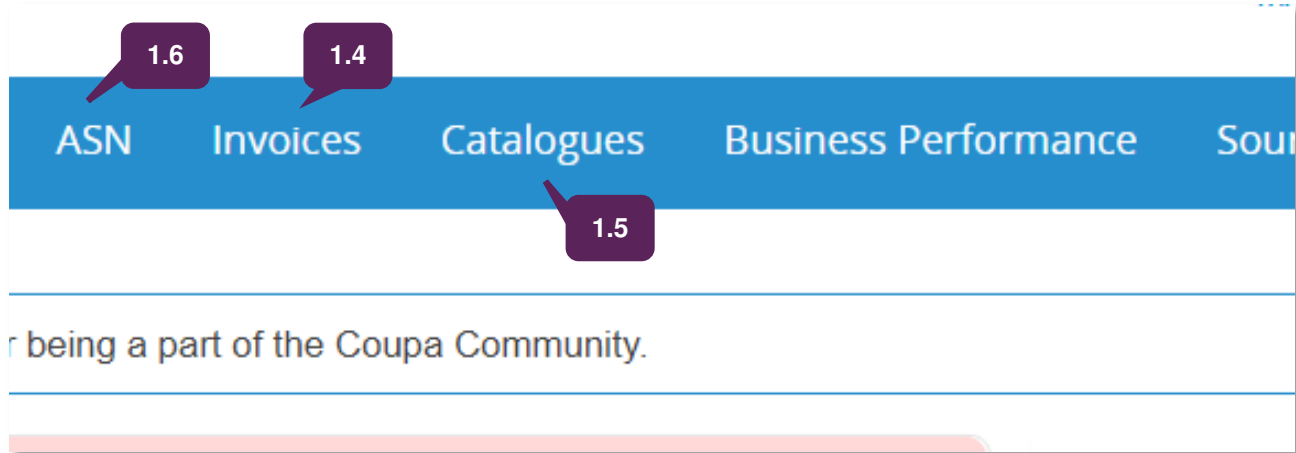 1.6 1.4
ASN Invoices Catalogues Business Performance
1.5
being a part of the Coupa Community.